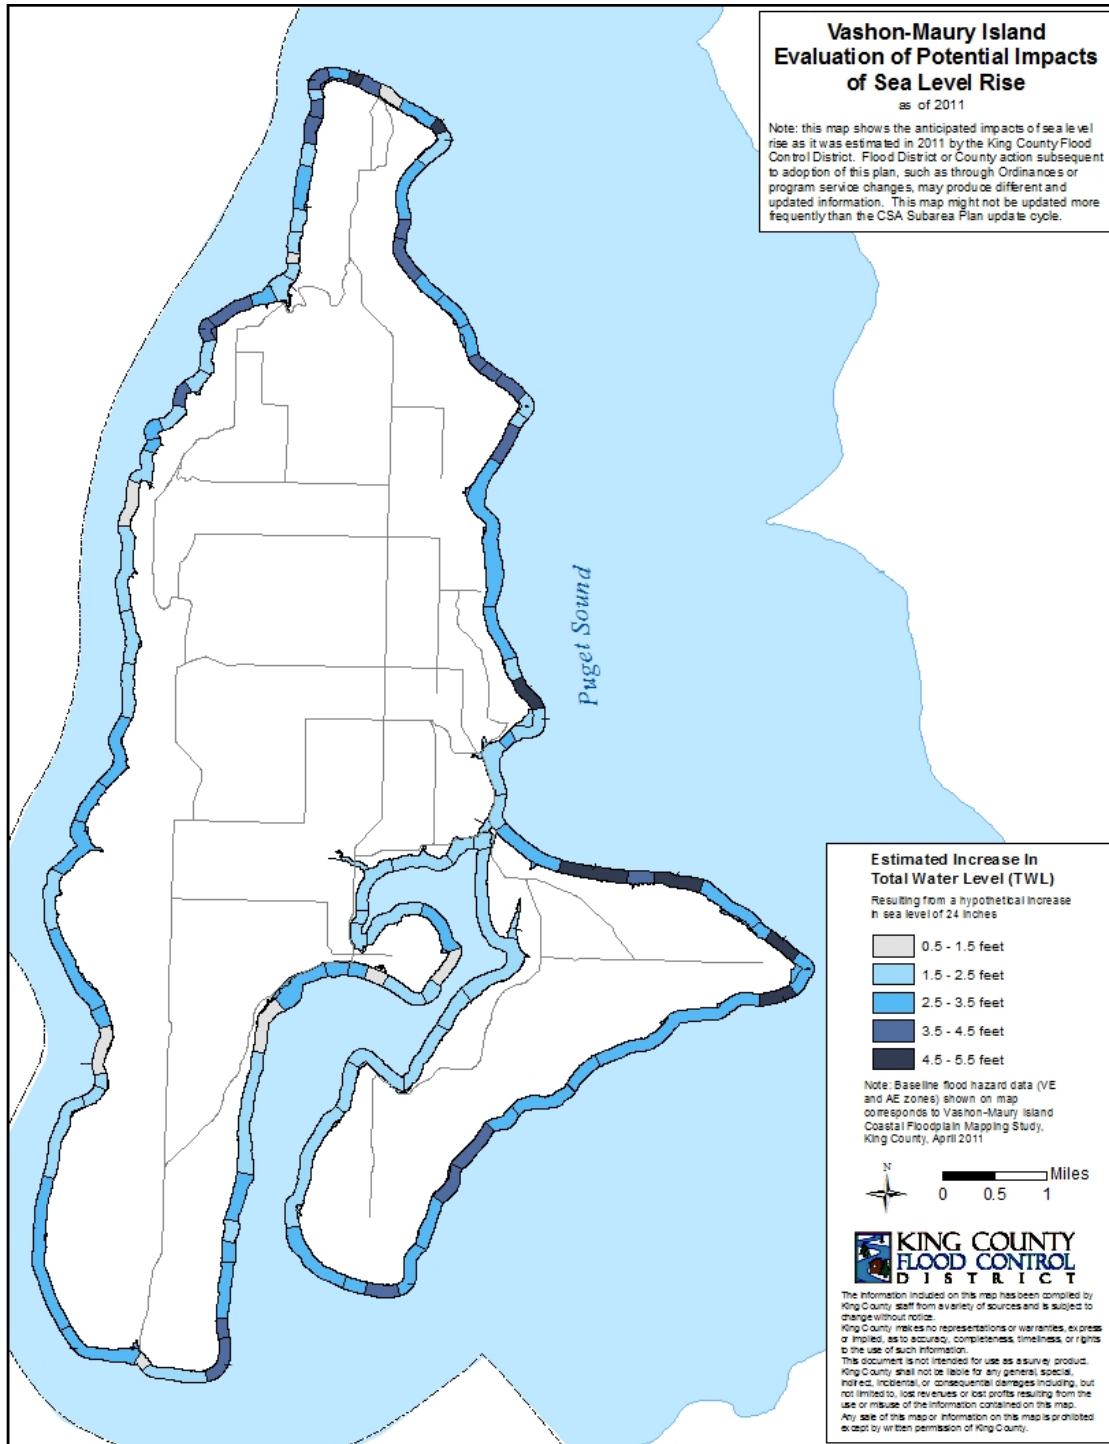 Vashon-Maury Island
Evaluation of Potential Impacts
of Sea Level Rise
as of 2011
Note: this map shows the anticipated impacts of sea level
rise as it was estimated in 2011 by the King County Flood
Control District. Flood District or County action subsequent
to adoption of this plan, such as through Ordinances or
program service changes, may produce different and
updated information. This map might not be updated more
frequently than the CSA Subarea Plan update cycle.
Puget Sound
Estimated Increase In
Total Water Level (TWL)
Resulting from a hypothetical increase
in sea level of 24 inches
0.5 - 1.5 feet
1.5 - 2.5 feet
2.5 - 3.5 feet
3.5 - 4.5 feet
4.5 - 5.5 feet
Note: Baseline flood hazard data (VE
and AE zones) shown on map
corresponds to Vashon-Maury Island
Coastal Floodplain Mapping Study,
King County, April 2011
N
Miles
0 0.5 1
KING COUNTY
FLOOD CONTROL
DISTRICT
The information included on this map has been compiled by
King County staff from a variety of sources and is subject to
change without notice.
King County makes no representations or warranties, express
or implied, as to accuracy, completeness, timeliness, or rights
to the use of such information.
This document is not intended for use as a survey product.
King County shall not be liable for any general, special,
indirect, incidental, or consequential damages including, but
not limited to, lost revenues or lost profits resulting from the
use or misuse of the information contained on this map.
Any sale of this map or information on this map is prohibited
except by written permission of King County.